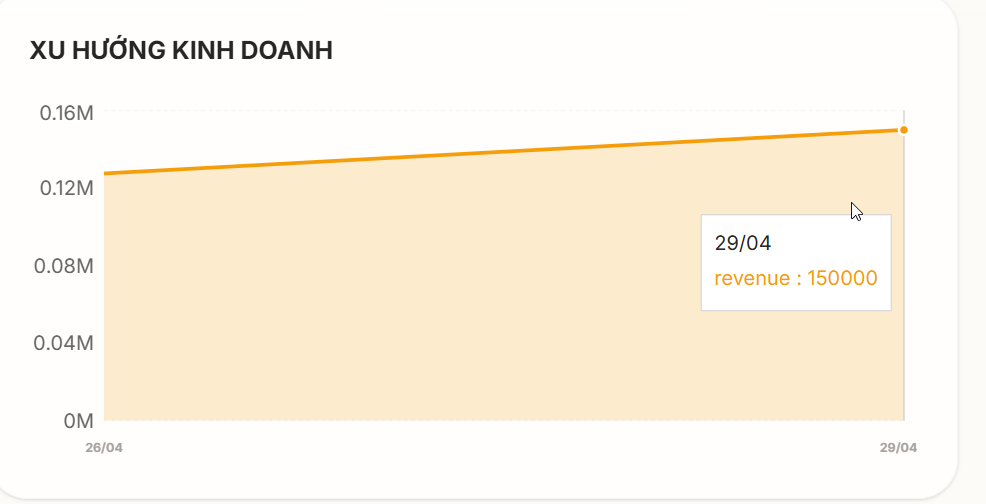 XU HƯỚNG KINH DOANH
0.16M
0.12M
0.08M
0.04M
0M
29/04
revenue : 150000
26/04
29/04